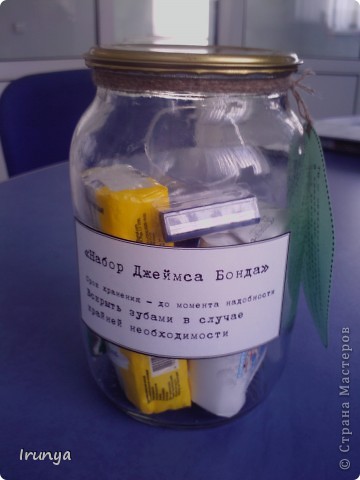 «Набор Джеймса Бонда»
Срок хранения – до момента надобности
Вскрыть зубами в случае
крайней необходимости
Irunya
© Страна Мастеров